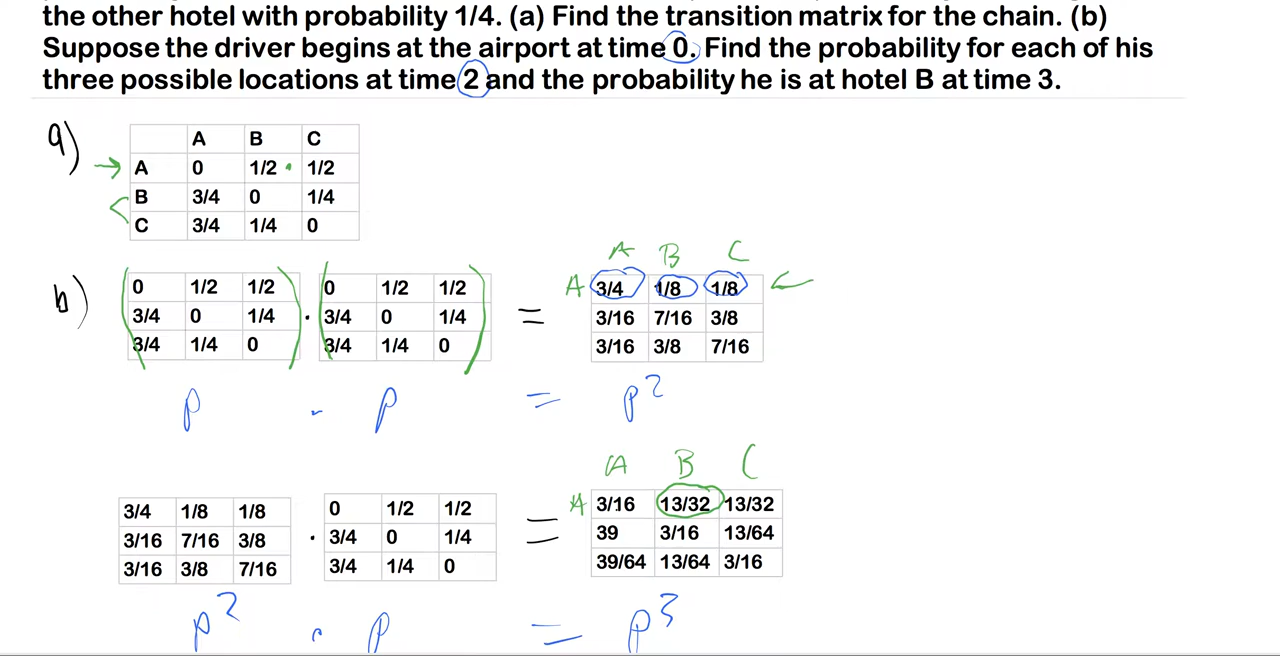 the other hotel with probability 1/4. (a) Find the transition matrix for the chain. (b)
Suppose the driver begins at the airport at time 0. Find the probability for each of his
three possible locations at time 2 and the probability he is at hotel B at time 3.
a)
A B C
→ A 0 1/2 1/2
B 3/4 0 1/4
C 3/4 1/4 0
A B C
b) 0 1/2 1/2 0 1/2 1/2 A 3/4 1/8 1/8
3/4 0 1/4 · 3/4 0 1/4 = 3/16 7/16 3/8
3/4 1/4 0 3/4 1/4 0 3/16 3/8 7/16
P · P = P²
A B C
3/4 1/8 1/8 0 1/2 1/2 A 3/16 13/32 13/32
3/16 7/16 3/8 · 3/4 0 1/4 = 39 3/16 13/64
3/16 3/8 7/16 3/4 1/4 0 39/64 13/64 3/16
P² · P = P³